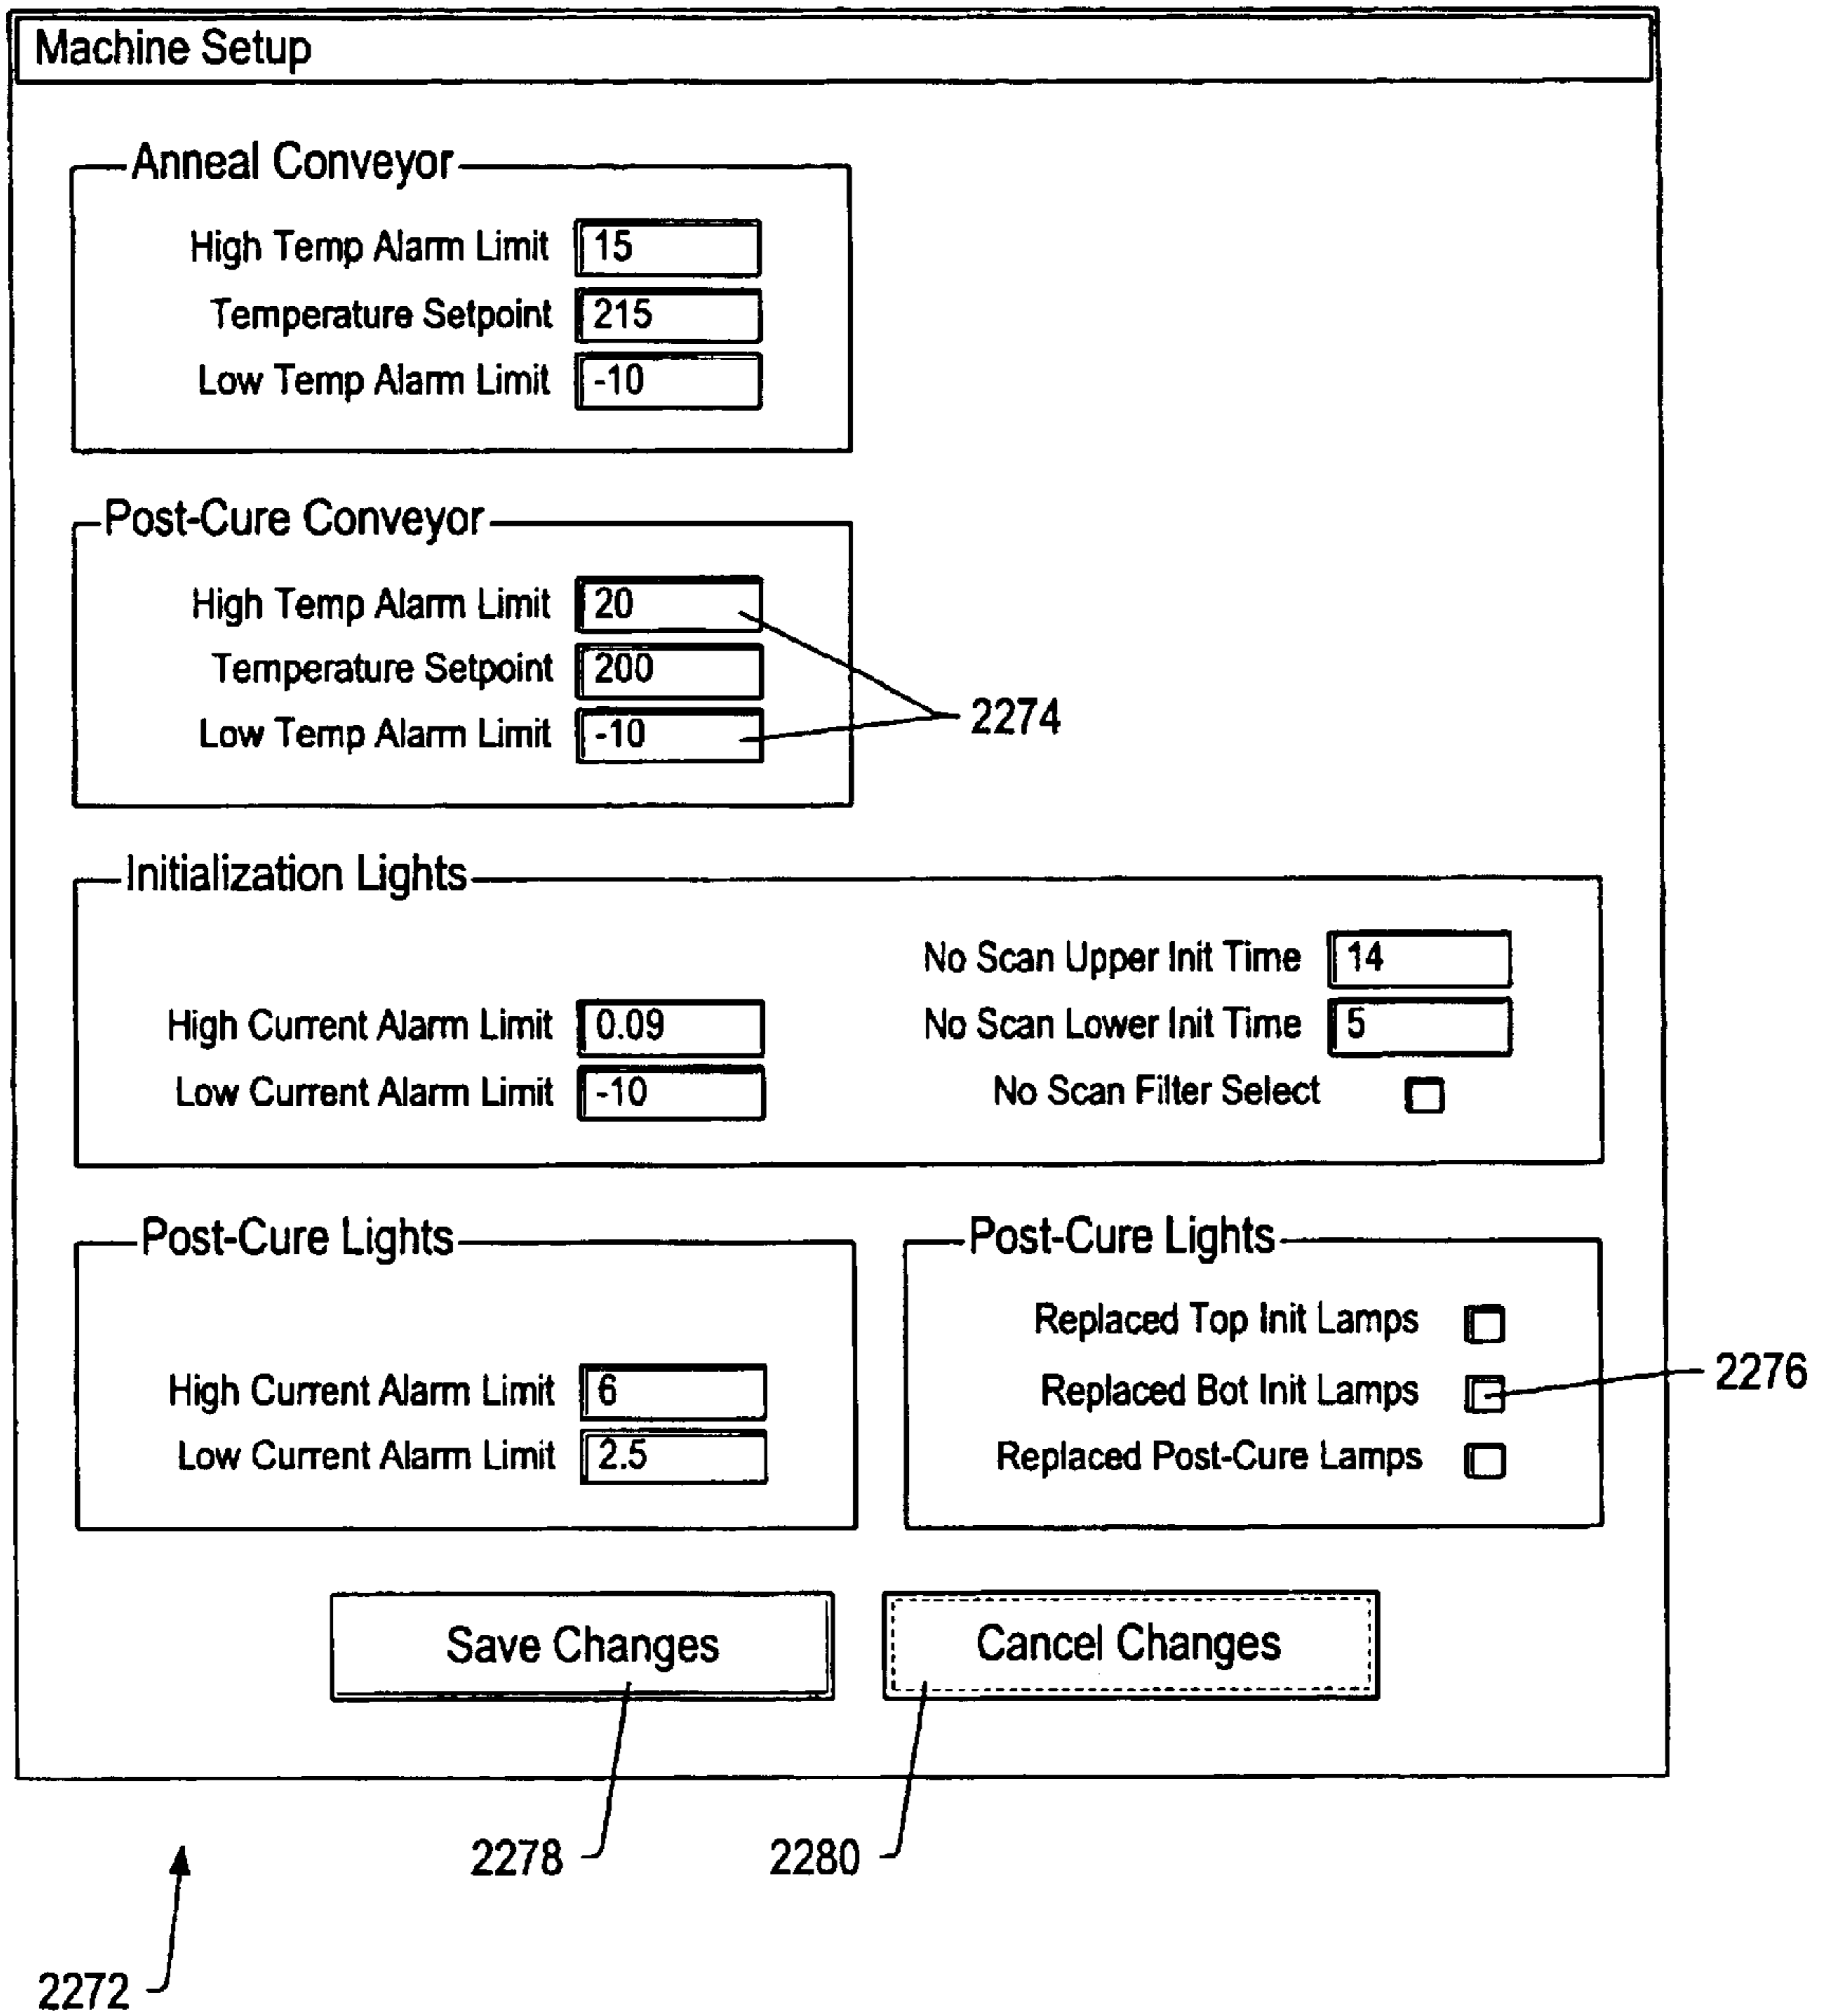 Machine Setup
Anneal Conveyor
High Temp Alarm Limit 15
Temperature Setpoint 215
Low Temp Alarm Limit -10
Post-Cure Conveyor
High Temp Alarm Limit 20
Temperature Setpoint 200
Low Temp Alarm Limit -10
2274
Initialization Lights
No Scan Upper Init Time 14
High Current Alarm Limit 0.09 No Scan Lower Init Time 5
Low Current Alarm Limit -10 No Scan Filter Select
Post-Cure Lights
High Current Alarm Limit 6
Low Current Alarm Limit 2.5
Post-Cure Lights
Replaced Top Init Lamps
Replaced Bot Init Lamps
2276
Replaced Post-Cure Lamps
Save Changes Cancel Changes
2278 2280
2272